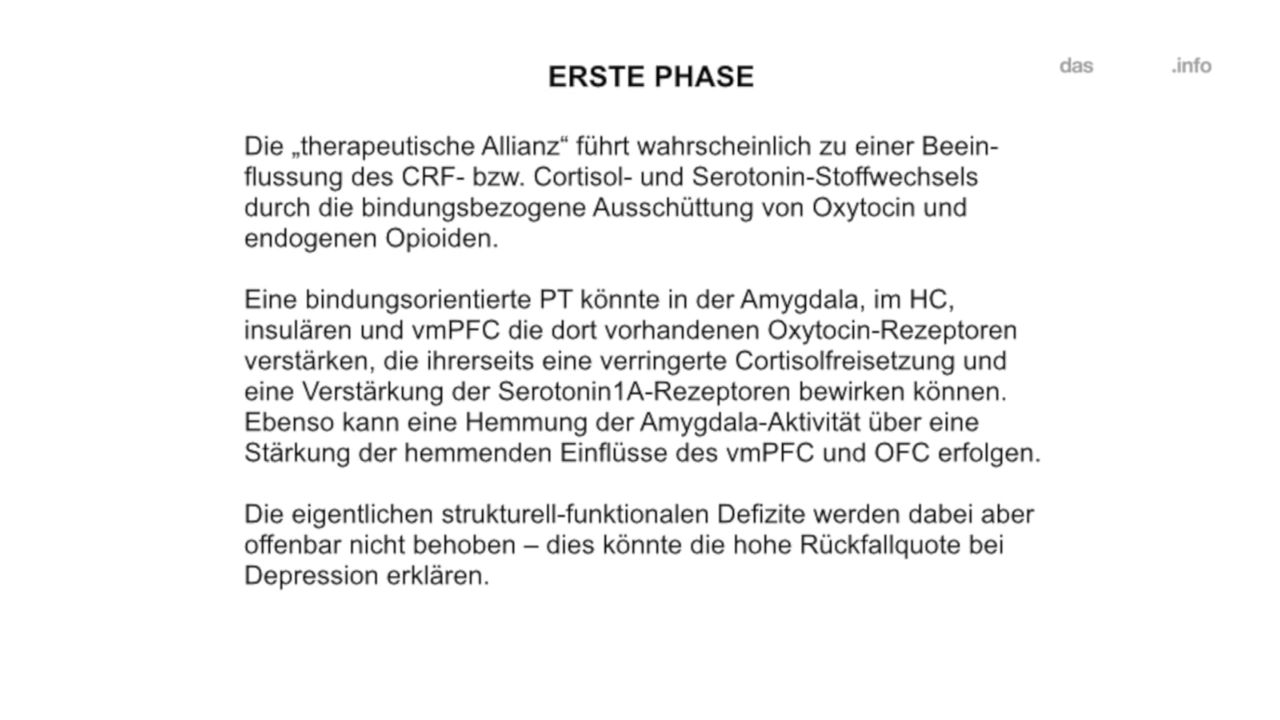 ERSTE PHASE
das .info
Die „therapeutische Allianz“ führt wahrscheinlich zu einer Beein-
flussung des CRF- bzw. Cortisol- und Serotonin-Stoffwechsels
durch die bindungsbezogene Ausschüttung von Oxytocin und
endogenen Opioiden.
Eine bindungsorientierte PT könnte in der Amygdala, im HC,
insulären und vmPFC die dort vorhandenen Oxytocin-Rezeptoren
verstärken, die ihrerseits eine verringerte Cortisolfreisetzung und
eine Verstärkung der Serotonin1A-Rezeptoren bewirken können.
Ebenso kann eine Hemmung der Amygdala-Aktivität über eine
Stärkung der hemmenden Einflüsse des vmPFC und OFC erfolgen.
Die eigentlichen strukturell-funktionalen Defizite werden dabei aber
offenbar nicht behoben – dies könnte die hohe Rückfallquote bei
Depression erklären.